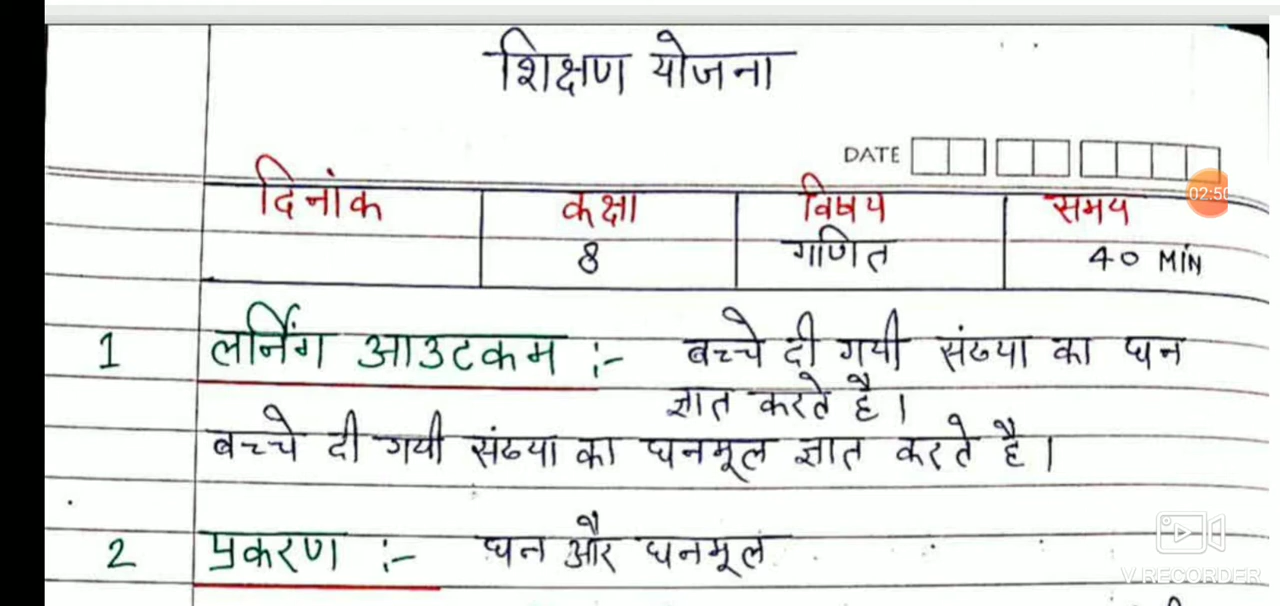 शिक्षण योजना
DATE
दिनांक कक्षा विषय समय
8 गणित 40 MIN
02:50
1 लर्निंग आउटकम :- बच्चे दी गयी संख्या का घन
ज्ञात करते है।
बच्चे दी गयी संख्या का घनमूल ज्ञात करते है।
2 प्रकरण :- घन और घनमूल
V RECORDER